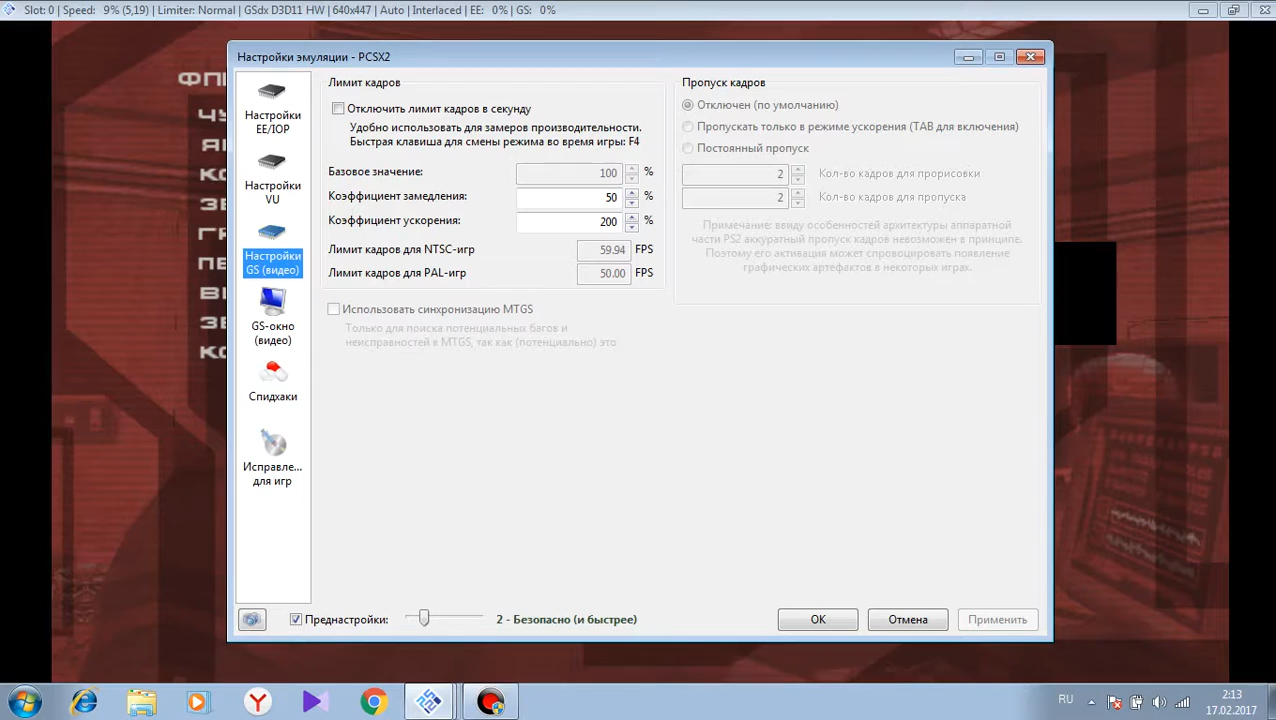 Slot: 0 | Speed: 9% (5,19) | Limiter: Normal | GSdx D3D11 HW | 640x447 | Auto | Interlaced | EE: 0% | GS: 0%
Настройки эмуляции - PCSX2
Настройки EE/IOP
Настройки VU
Настройки GS (видео)
GS-окно (видео)
Спидхаки
Исправле... для игр
Лимит кадров
Отключить лимит кадров в секунду
Удобно использовать для замеров производительности.
Быстрая клавиша для смены режима во время игры: F4
Базовое значение: 100 %
Коэффициент замедления: 50 %
Коэффициент ускорения: 200 %
Лимит кадров для NTSC-игр 59.94 FPS
Лимит кадров для PAL-игр 50.00 FPS
Использовать синхронизацию MTGS
Только для поиска потенциальных багов и
неисправностей в MTGS, так как (потенциально) это
Пропуск кадров
Отключен (по умолчанию)
Пропускать только в режиме ускорения (TAB для включения)
Постоянный пропуск
2 Кол-во кадров для прорисовки
2 Кол-во кадров для пропуска
Примечание: ввиду особенностей архитектуры аппаратной
части PS2 аккуратный пропуск кадров невозможен в принципе.
Поэтому его активация может спровоцировать появление
графических артефактов в некоторых играх.
Преднастройки: 2 - Безопасно (и быстрее)
ОК Отмена Применить
RU 2:13
17.02.2017